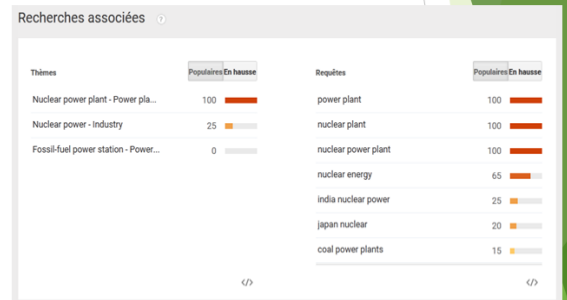 Recherches associées ?
Thèmes
Populaires En hausse
Nuclear power plant - Power pla... 100
Nuclear power - Industry 25
Fossil-fuel power station - Power... 0
</>
Requêtes
Populaires En hausse
power plant 100
nuclear plant 100
nuclear power plant 100
nuclear energy 65
india nuclear power 25
japan nuclear 20
coal power plants 15
</>